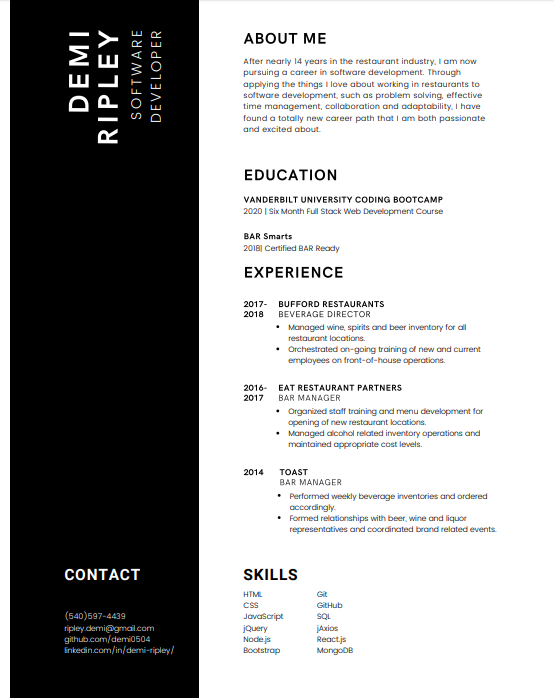 DEMI
RIPLEY
SOFTWARE
DEVELOPER
ABOUT ME
After nearly 14 years in the restaurant industry, I am now
pursuing a career in software development. Through
applying the things I love about working in restaurants to
software development, such as problem solving, effective
time management, collaboration and adaptability, I have
found a totally new career path that I am both passionate
and excited about.
EDUCATION
VANDERBILT UNIVERSITY CODING BOOTCAMP
2020 | Six Month Full Stack Web Development Course
BAR Smarts
2018| Certified BAR Ready
EXPERIENCE
2017- BUFFORD RESTAURANTS
2018 BEVERAGE DIRECTOR
• Managed wine, spirits and beer inventory for all
restaurant locations.
• Orchestrated on-going training of new and current
employees on front-of-house operations.
2016- EAT RESTAURANT PARTNERS
2017 BAR MANAGER
• Organized staff training and menu development for
opening of new restaurant locations.
• Managed alcohol related inventory operations and
maintained appropriate cost levels.
2014 TOAST
BAR MANAGER
• Performed weekly beverage inventories and ordered
accordingly.
• Formed relationships with beer, wine and liquor
representatives and coordinated brand related events.
CONTACT
(540)597-4439
ripley.demi@gmail.com
github.com/demi0504
linkedin.com/in/demi-ripley/
SKILLS
HTML Git
CSS GitHub
JavaScript SQL
jQuery jAxios
Node.js React.js
Bootstrap MongoDB